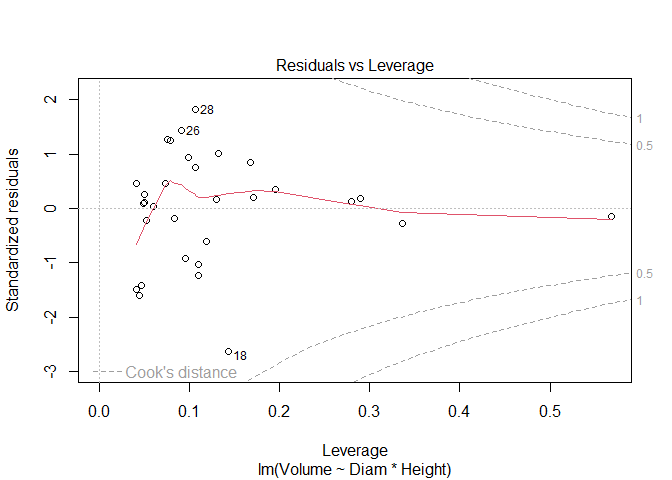 Residuals vs Leverage
Standardized residuals
2
1
0
-1
-2
-3
28
26
18
1
0.5
0.5
1
Cook's distance
0.0 0.1 0.2 0.3 0.4 0.5
Leverage
lm(Volume ~ Diam * Height)